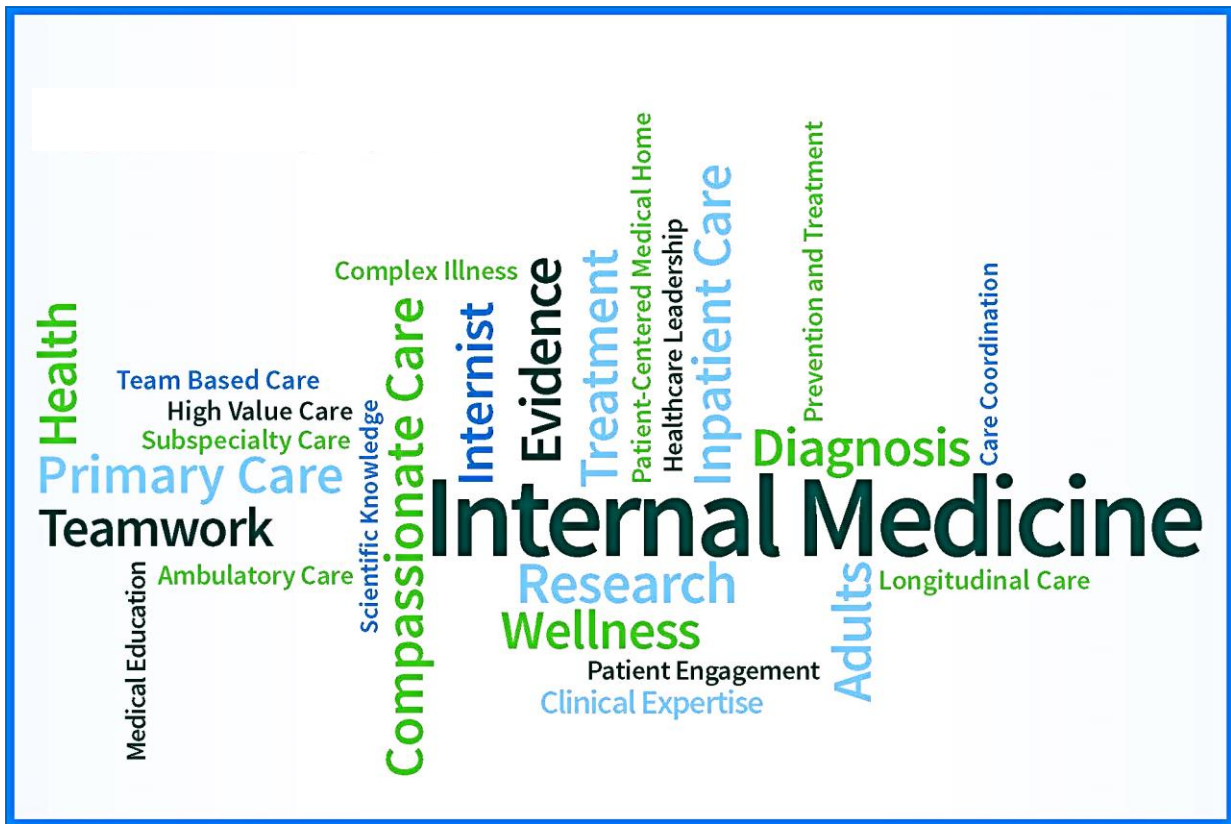 Health
Team Based Care
High Value Care
Subspecialty Care
Primary Care
Teamwork
Medical Education
Ambulatory Care
Scientific Knowledge
Complex Illness
Compassionate Care
Internist
Evidence
Treatment
Patient-Centered Medical Home
Healthcare Leadership
Inpatient Care
Prevention and Treatment
Diagnosis
Care Coordination
Internal Medicine
Research
Wellness
Patient Engagement
Clinical Expertise
Adults
Longitudinal Care